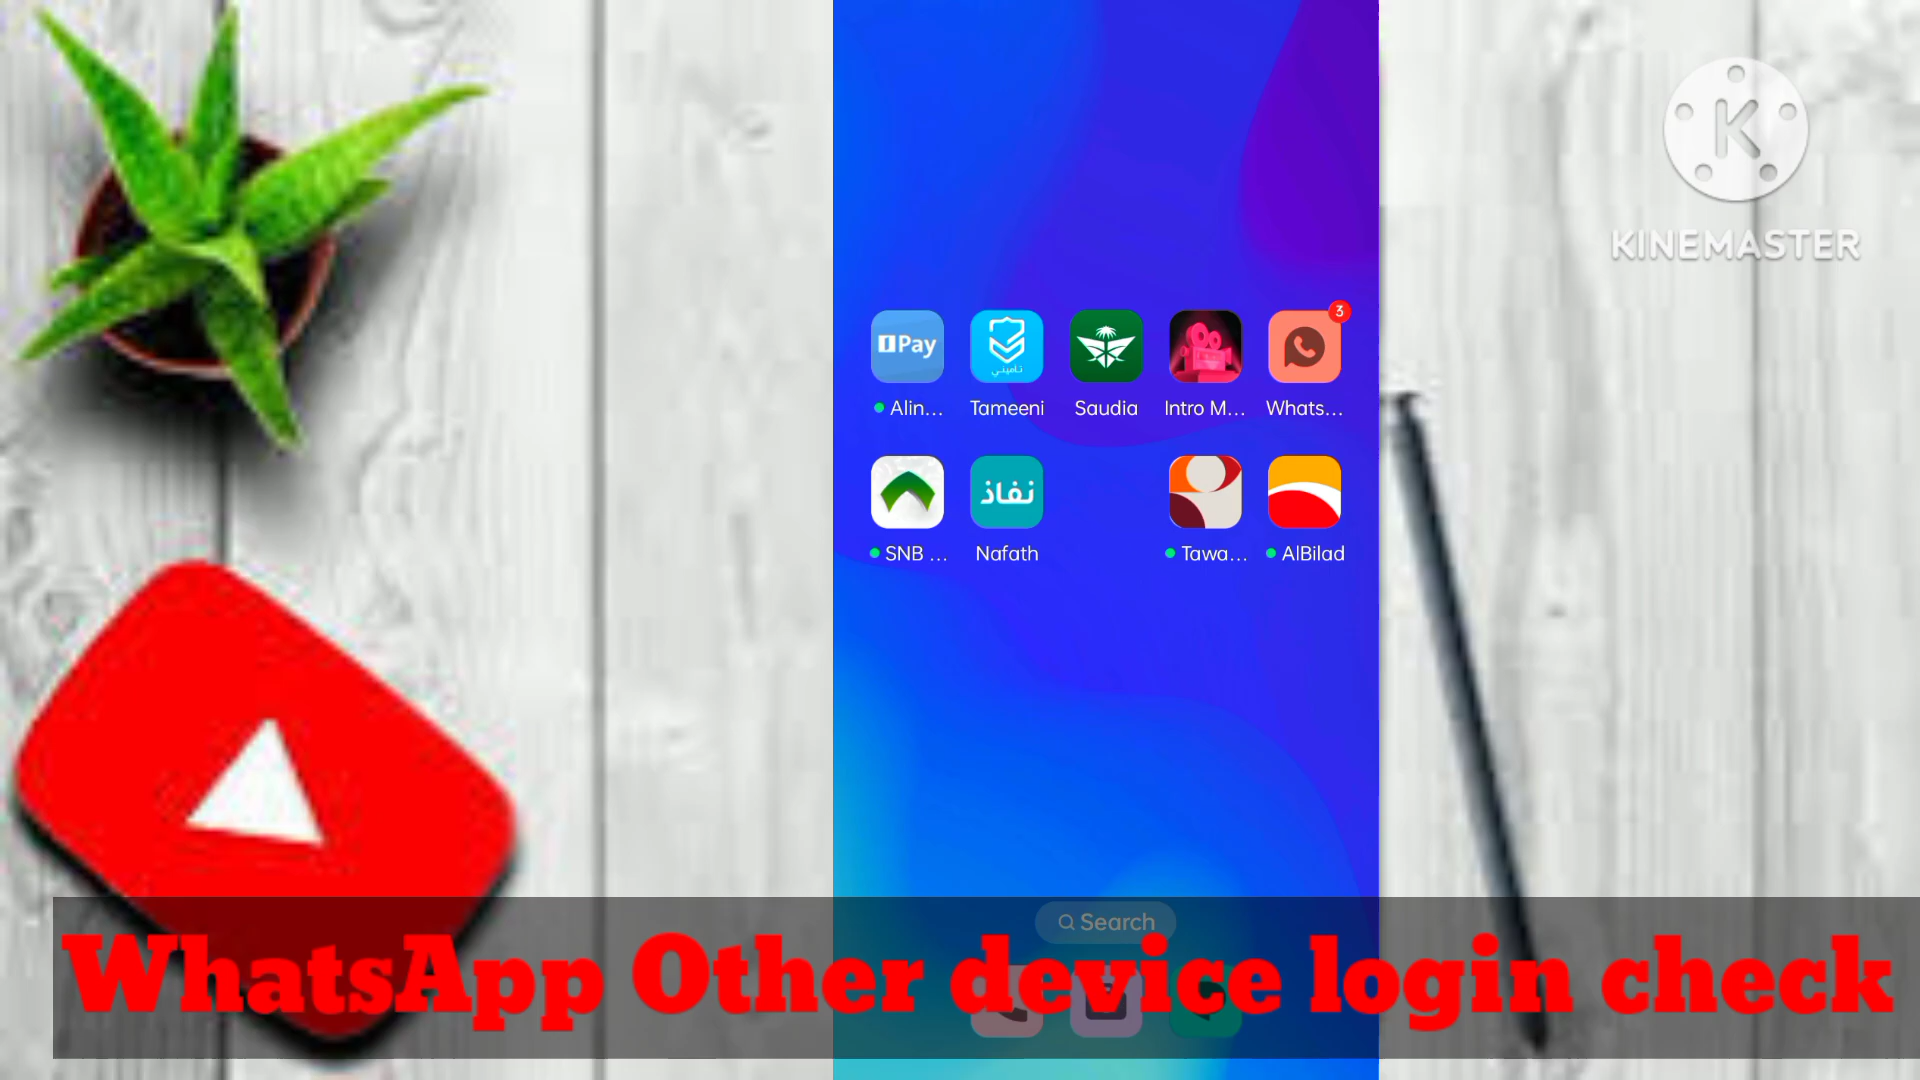 K
KINEMASTER
3
Pay
تأميني
Alin... Tameeni Saudia Intro M... Whats...
نفاذ
SNB ... Nafath Tawa... AlBilad
Search
WhatsApp Other device login check